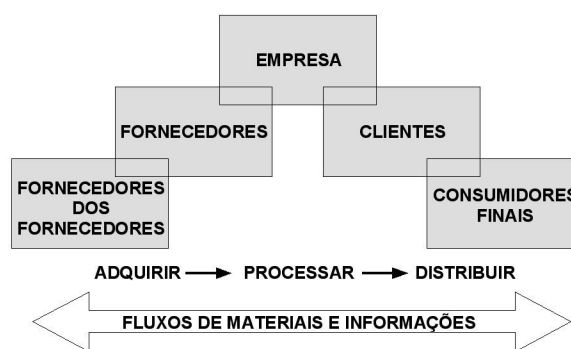 EMPRESA
FORNECEDORES
CLIENTES
FORNECEDORES
DOS
FORNECEDORES
CONSUMIDORES
FINAIS
ADQUIRIR PROCESSAR DISTRIBUIR
FLUXOS DE MATERIAIS E INFORMAÇÕES